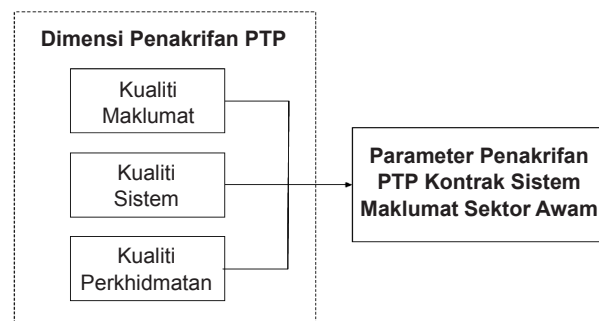 Dimensi Penakrifan PTP
Kualiti
Maklumat
Kualiti
Sistem
Kualiti
Perkhidmatan
Parameter Penakrifan
PTP Kontrak Sistem
Maklumat Sektor Awam